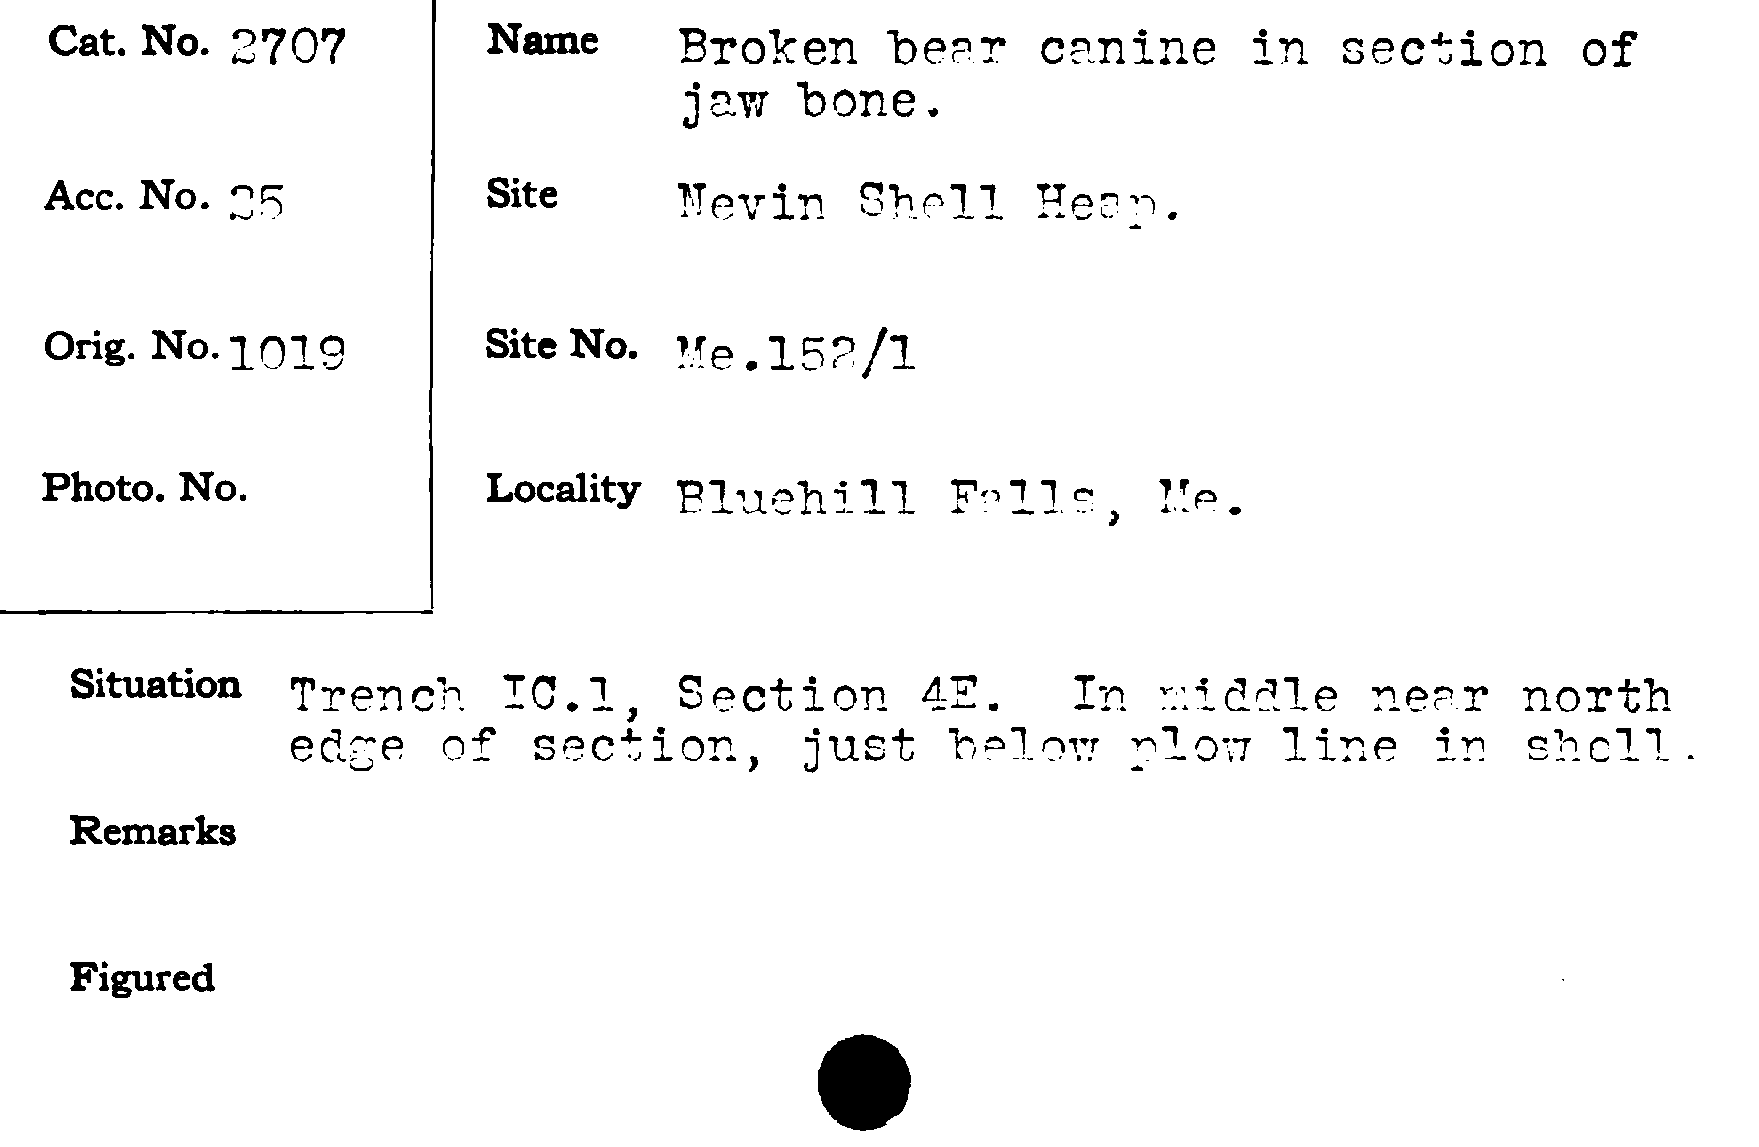 Cat. No. 2707
Name Broken bear canine in section of
jaw bone.
Acc. No. 25
Site Nevin Shell Heap.
Orig. No. 1019
Site No. Me.152/1
Photo. No.
Locality Bluehill Falls, Me.
Situation Trench IC.1, Section 4E. In middle near north
edge of section, just below plow line in shell.
Remarks
Figured